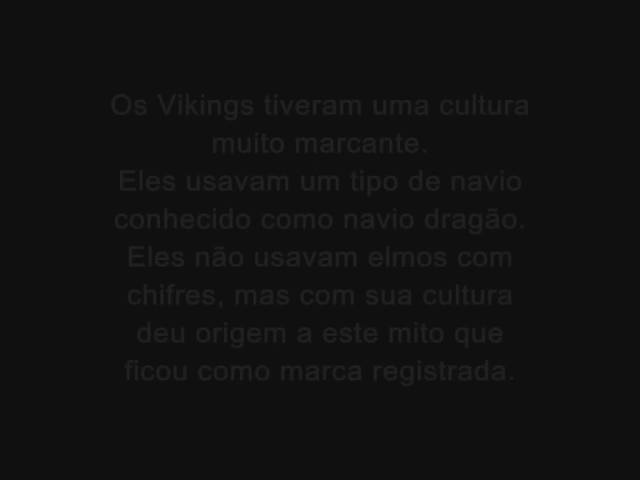 Os Vikings tiveram uma cultura
muito marcante.
Eles usavam um tipo de navio
conhecido como navio dragão.
Eles não usavam elmos com
chifres, mas com sua cultura
deu origem a este mito que
ficou como marca registrada.